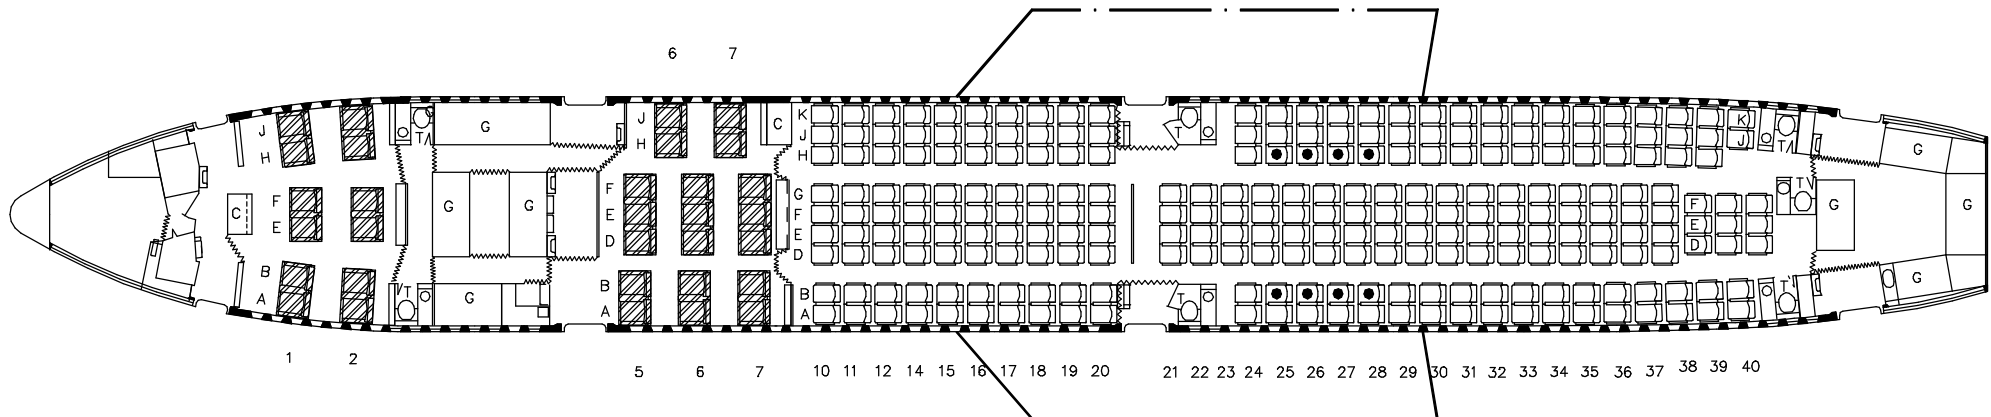 6 7
J H
F E
B A
C
T
G
G G
T G
J H
F E D
B A
C
K J H
G F E D
B A
T
T
K J
F E D
T
T
T
G
G G
G
1 2 5 6 7 10 11 12 14 15 16 17 18 19 20 21 22 23 24 25 26 27 28 29 30 31 32 33 34 35 36 37 38 39 40